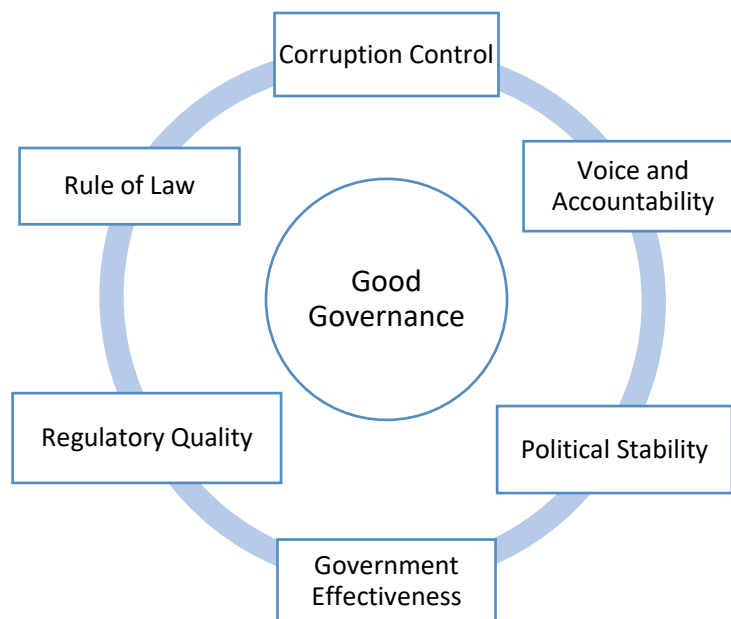 Corruption Control
Rule of Law
Voice and
Accountability
Good
Governance
Regulatory Quality
Political Stability
Government
Effectiveness